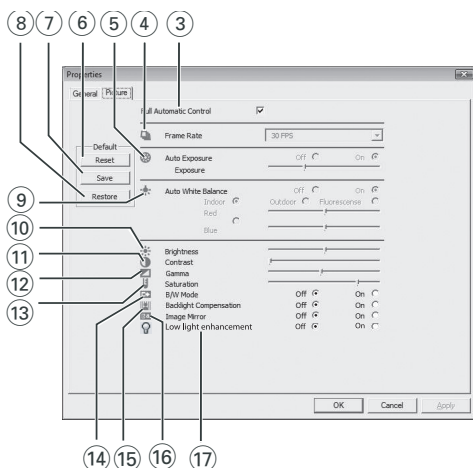 8 7 6 5 4 3
Properties
General Picture
Full Automatic Control
Frame Rate 30 FPS
Default
Reset
Save
Restore
Auto Exposure Off On
Exposure
9
Auto White Balance Off On
Indoor Outdoor Fluorescense
Red
Blue
10
11
12
13
Brightness
Contrast
Gamma
Saturation
B/W Mode Off On
Backlight Compensation Off On
Image Mirror Off On
Low light enhancement Off On
OK Cancel Apply
14 15 16 17